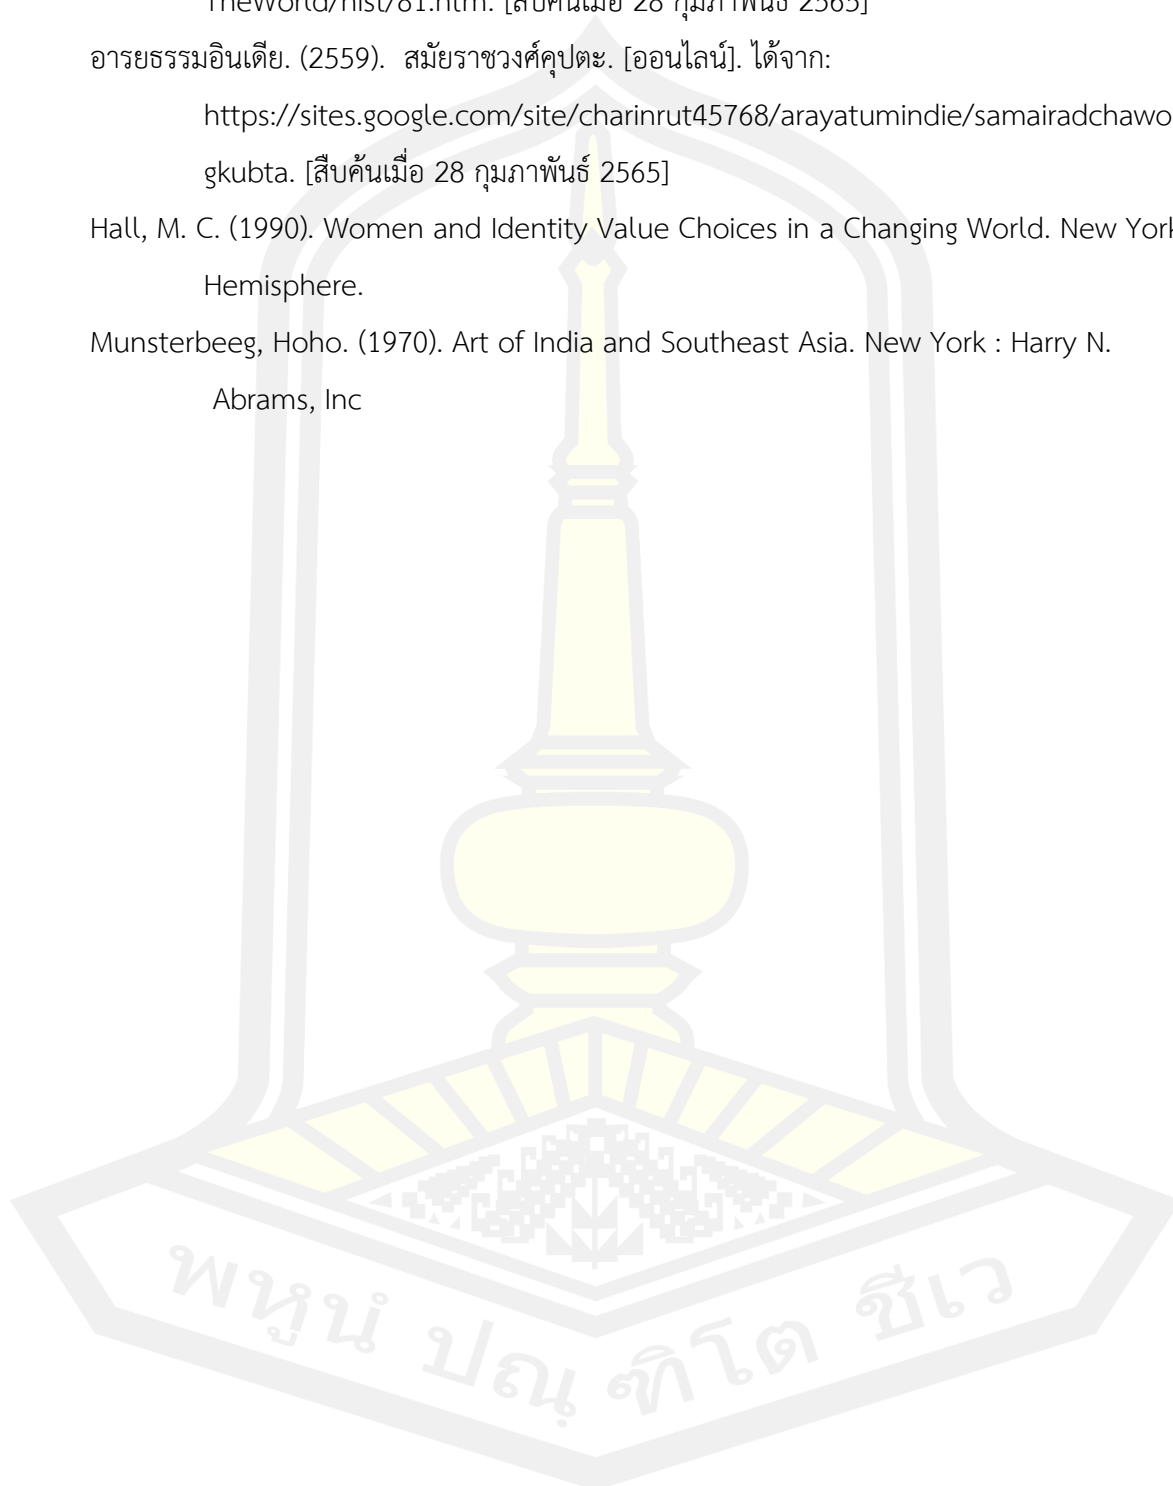 TheWorld/hist/81.htm. [สืบค้นเมื่อ 28 กุมภาพันธ์ 2565]
อารยธรรมอินเดีย. (2559).  สมัยราชวงศ์คุปตะ. [ออนไลน์]. ได้จาก:
https://sites.google.com/site/charinrut45768/arayatumindie/samairadchawo
gkubta. [สืบค้นเมื่อ 28 กุมภาพันธ์ 2565]
Hall, M. C. (1990). Women and Identity Value Choices in a Changing World. New York
Hemisphere.
Munsterbeeg, Hoho. (1970). Art of India and Southeast Asia. New York : Harry N.
Abrams, Inc
พหูนํ ปณฺฑิโต ชีเว